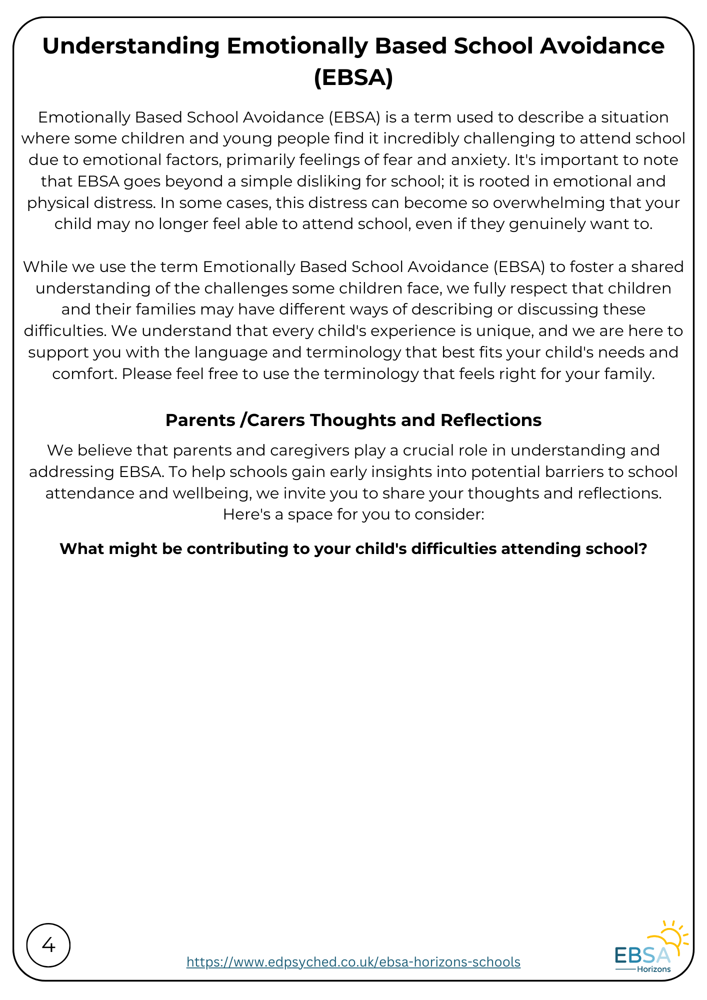 Understanding Emotionally Based School Avoidance
(EBSA)
Emotionally Based School Avoidance (EBSA) is a term used to describe a situation
where some children and young people find it incredibly challenging to attend school
due to emotional factors, primarily feelings of fear and anxiety. It's important to note
that EBSA goes beyond a simple disliking for school; it is rooted in emotional and
physical distress. In some cases, this distress can become so overwhelming that your
child may no longer feel able to attend school, even if they genuinely want to.
While we use the term Emotionally Based School Avoidance (EBSA) to foster a shared
understanding of the challenges some children face, we fully respect that children
and their families may have different ways of describing or discussing these
difficulties. We understand that every child's experience is unique, and we are here to
support you with the language and terminology that best fits your child's needs and
comfort. Please feel free to use the terminology that feels right for your family.
Parents /Carers Thoughts and Reflections
We believe that parents and caregivers play a crucial role in understanding and
addressing EBSA. To help schools gain early insights into potential barriers to school
attendance and wellbeing, we invite you to share your thoughts and reflections.
Here's a space for you to consider:
What might be contributing to your child's difficulties attending school?
4
https://www.edpsyched.co.uk/ebsa-horizons-schools
EBSA
Horizons